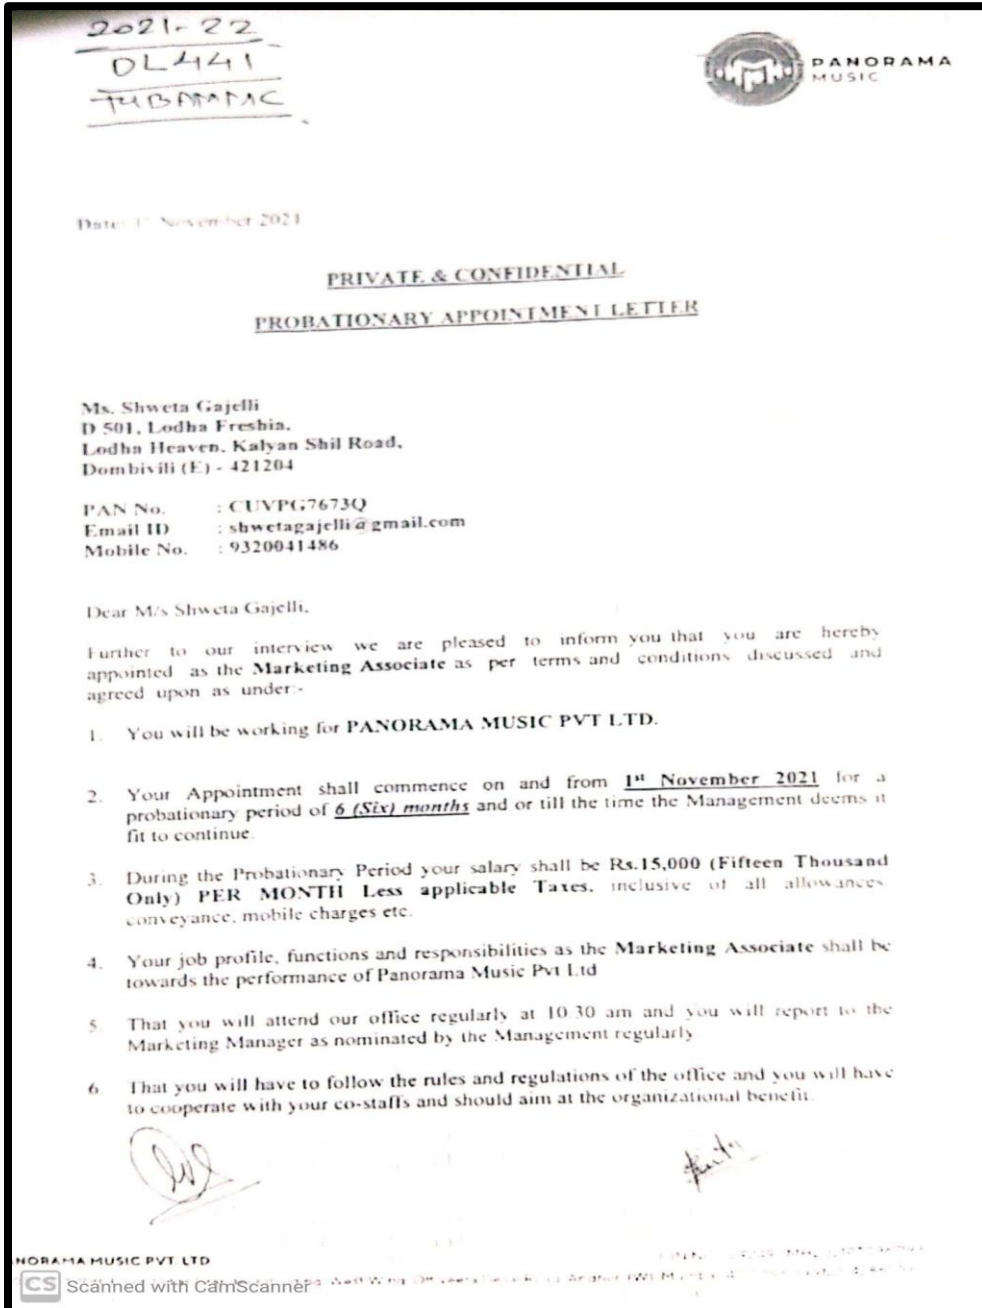 2021-22
DL441
PANORAMA
MUSIC
Date: 1st November 2021
PRIVATE & CONFIDENTIAL
PROBATIONARY APPOINTMENT LETTER
Ms. Shweta Gajelli
D 501, Lodha Freshia,
Lodha Heaven, Kalyan Shil Road,
Dombivili (E) - 421204
PAN No. : CUVPG7673Q
Email ID : shwetagajelli@gmail.com
Mobile No. : 9320041486
Dear M/s Shweta Gajelli,
Further to our interview we are pleased to inform you that you are hereby
appointed as the Marketing Associate as per terms and conditions discussed and
agreed upon as under:-
1. You will be working for PANORAMA MUSIC PVT LTD.
2. Your Appointment shall commence on and from 1st November 2021 for a
probationary period of 6 (Six) months and or till the time the Management deems it
fit to continue.
3. During the Probationary Period your salary shall be Rs.15,000 (Fifteen Thousand
Only) PER MONTH Less applicable Taxes, inclusive of all allowances
conveyance, mobile charges etc.
4. Your job profile, functions and responsibilities as the Marketing Associate shall be
towards the performance of Panorama Music Pvt Ltd
5. That you will attend our office regularly at 10.30 am and you will report to the
Marketing Manager as nominated by the Management regularly
6. That you will have to follow the rules and regulations of the office and you will have
to cooperate with your co-staffs and should aim at the organizational benefit.
NORAMA MUSIC PVT. LTD
CS Scanned with CamScanner